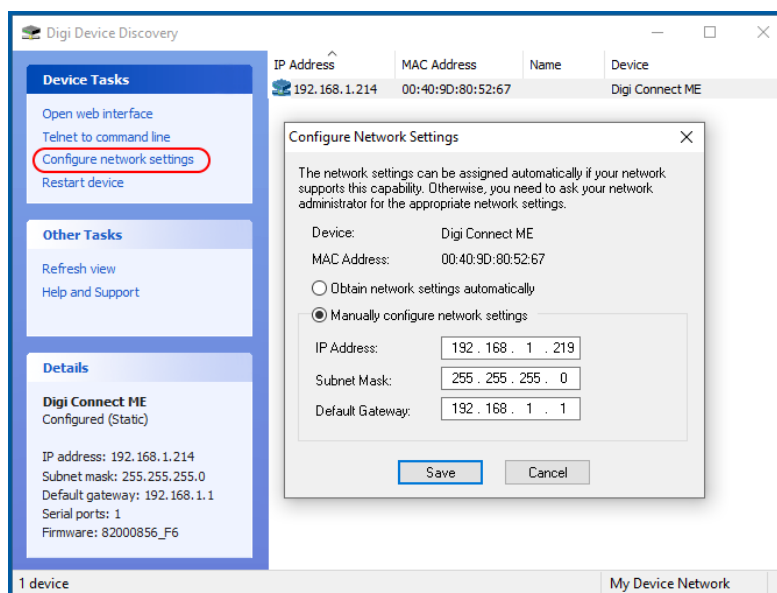 Digi Device Discovery
Device Tasks
Open web interface
Telnet to command line
Configure network settings
Restart device
Other Tasks
Refresh view
Help and Support
Details
Digi Connect ME
Configured (Static)
IP address: 192.168.1.214
Subnet mask: 255.255.255.0
Default gateway: 192.168.1.1
Serial ports: 1
Firmware: 82000856_F6
IP Address MAC Address Name Device
192.168.1.214 00:40:9D:80:52:67 Digi Connect ME
Configure Network Settings
The network settings can be assigned automatically if your network
supports this capability. Otherwise, you need to ask your network
administrator for the appropriate network settings.
Device: Digi Connect ME
MAC Address: 00:40:9D:80:52:67
Obtain network settings automatically
Manually configure network settings
IP Address: 192 . 168 . 1 . 219
Subnet Mask: 255 . 255 . 255 . 0
Default Gateway: 192 . 168 . 1 . 1
Save Cancel
1 device My Device Network